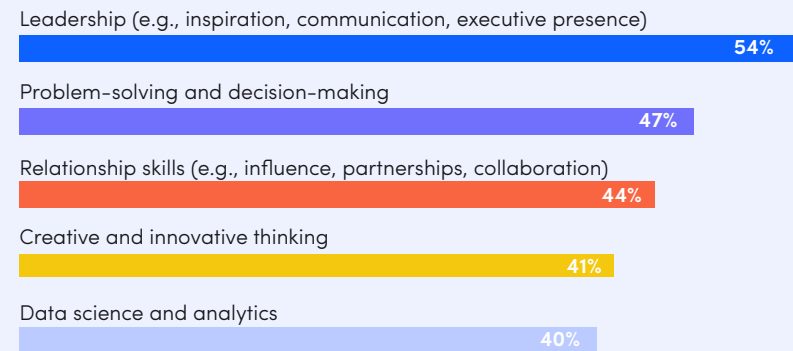 Leadership (e.g., inspiration, communication, executive presence)
54%
Problem-solving and decision-making
47%
Relationship skills (e.g., influence, partnerships, collaboration)
44%
Creative and innovative thinking
41%
Data science and analytics
40%